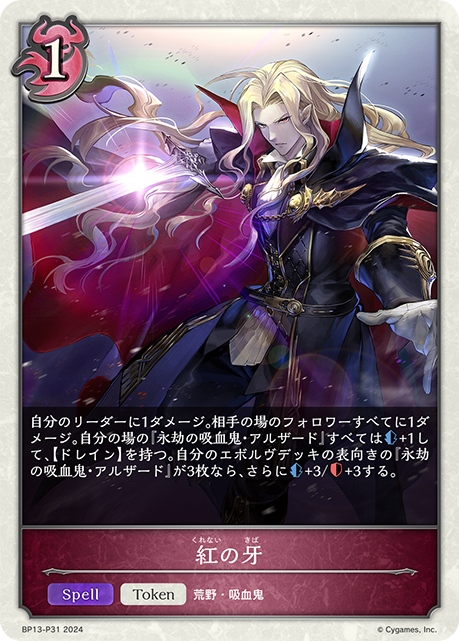 1
自分のリーダーに1ダメージ。相手の場のフォロワーすべてに1ダ
メージ。自分の場の『永劫の吸血鬼・アルザード』すべては+1し
て、【ドレイン】を持つ。自分のエボルヴデッキの表向きの『永劫
の吸血鬼・アルザード』が3枚なら、さらに+3/+3する。
くれない きば
紅の牙
Spell Token 荒野・吸血鬼
BP13-P31 2024 © Cygames, Inc.